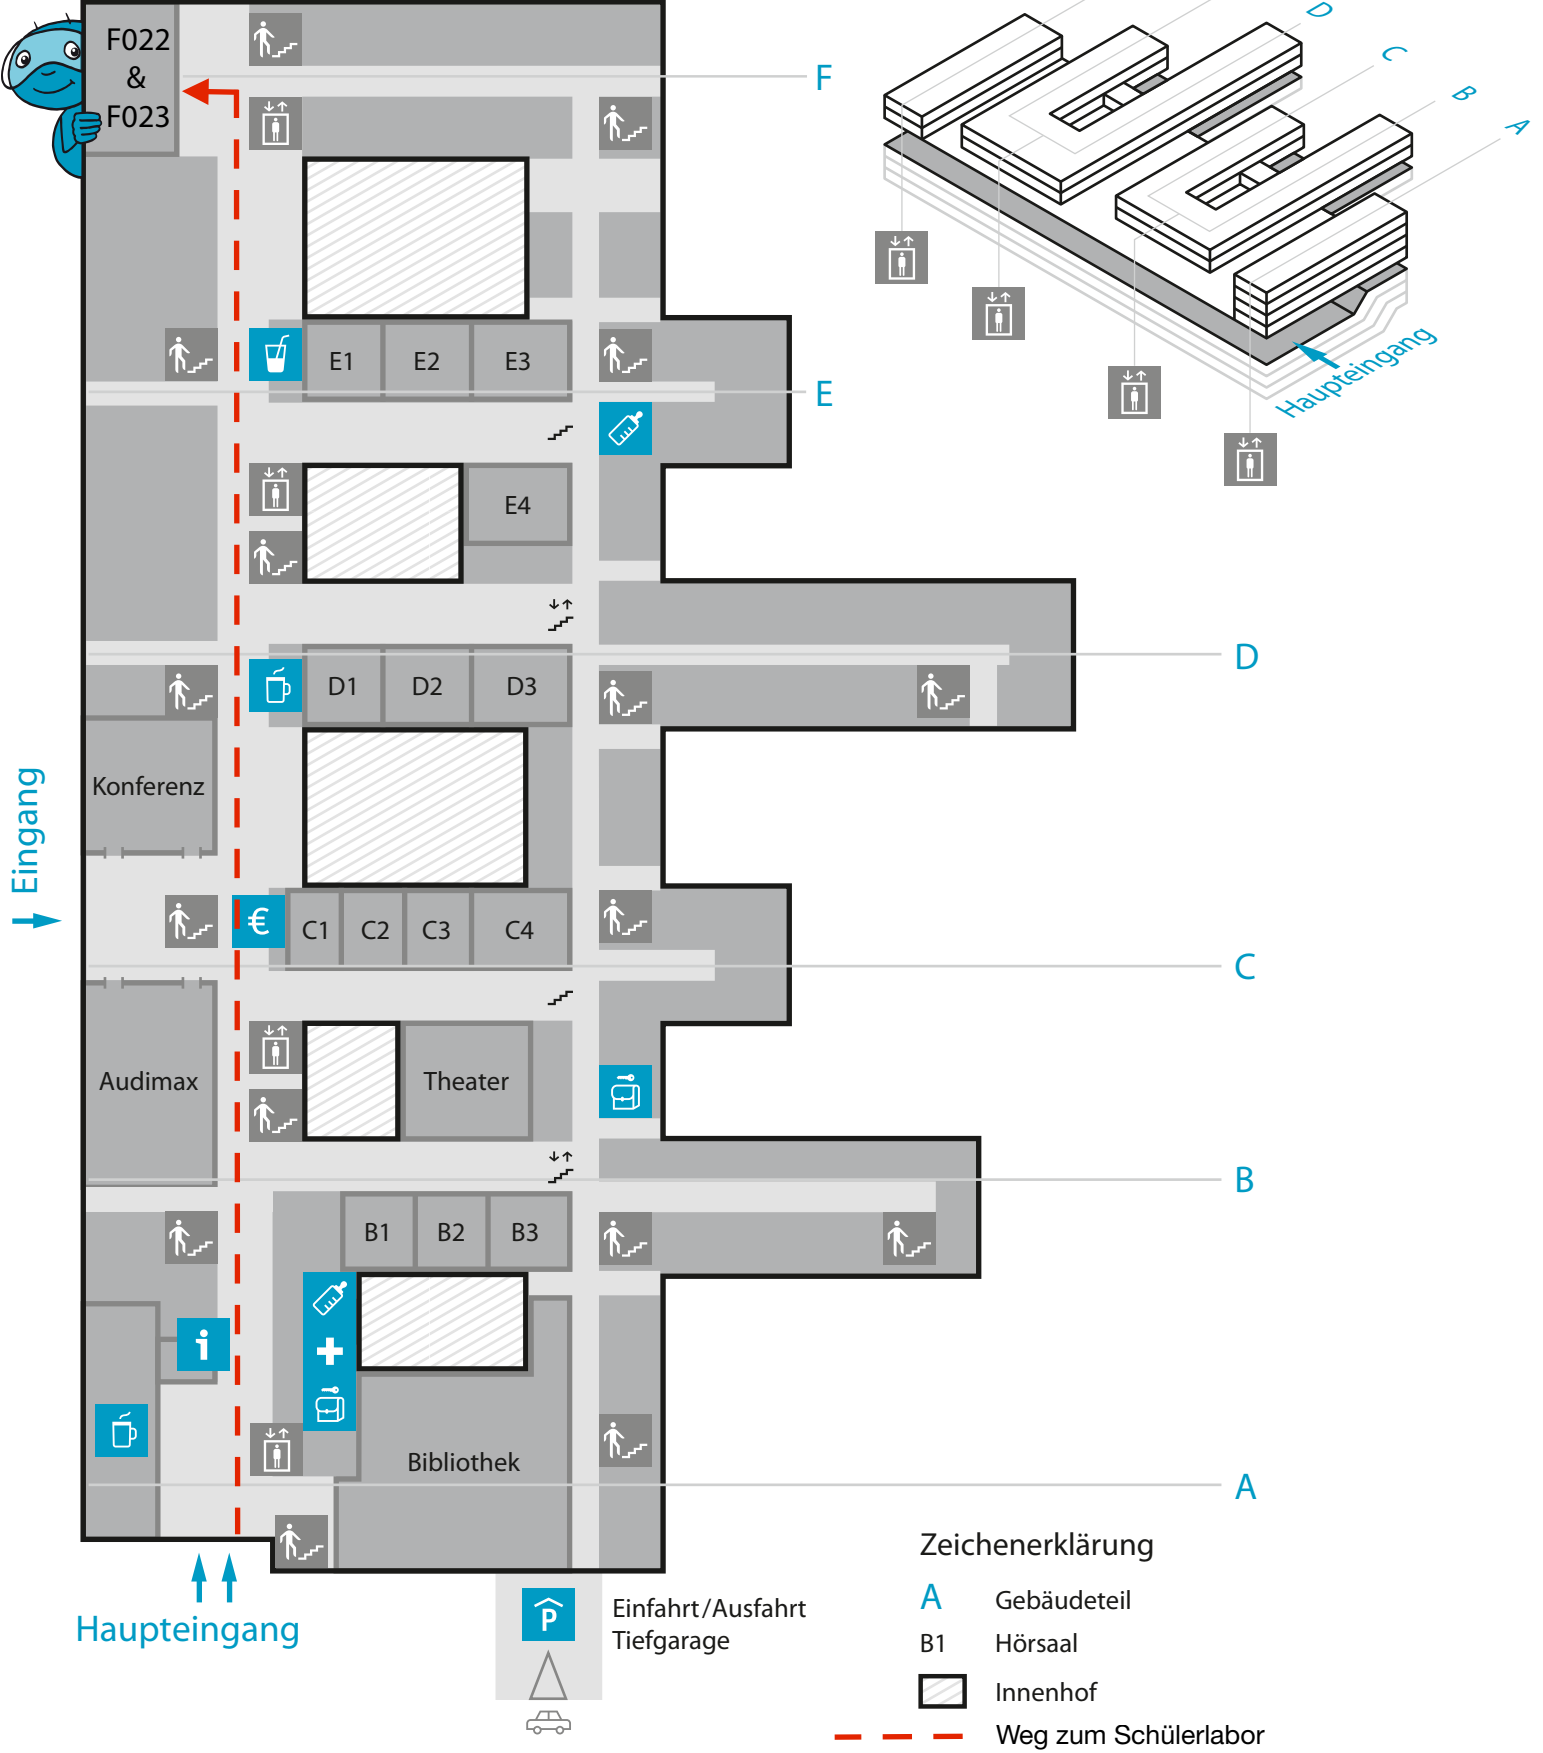 F022
&
F023
F
D
C
B
A
Haupteingang
E1
E2
E3
E
E4
D1
D2
D3
D
Konferenz
Eingang
€
C1
C2
C3
C4
C
Audimax
Theater
B
B1
B2
B3
i
Bibliothek
A
Haupteingang
P
Einfahrt/Ausfahrt
Tiefgarage
Zeichenerklärung
A Gebäudeteil
B1 Hörsaal
Innenhof
Weg zum Schülerlabor